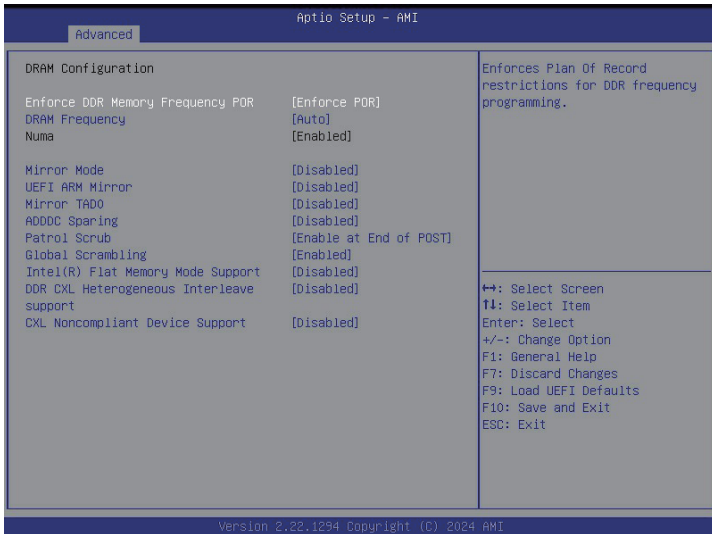 Aptio Setup – AMI
Advanced
DRAM Configuration
Enforce DDR Memory Frequency POR [Enforce POR]
DRAM Frequency [Auto]
Numa [Enabled]
Mirror Mode [Disabled]
UEFI ARM Mirror [Disabled]
Mirror TAD0 [Disabled]
ADDDC Sparing [Disabled]
Patrol Scrub [Enable at End of POST]
Global Scrambling [Enabled]
Intel(R) Flat Memory Mode Support [Disabled]
DDR CXL Heterogeneous Interleave [Disabled]
support
CXL Noncompliant Device Support [Disabled]
Enforces Plan Of Record
restrictions for DDR frequency
programming.
↔: Select Screen
↑↓: Select Item
Enter: Select
+/-: Change Option
F1: General Help
F7: Discard Changes
F9: Load UEFI Defaults
F10: Save and Exit
ESC: Exit
Version 2.22.1294 Copyright (C) 2024 AMI